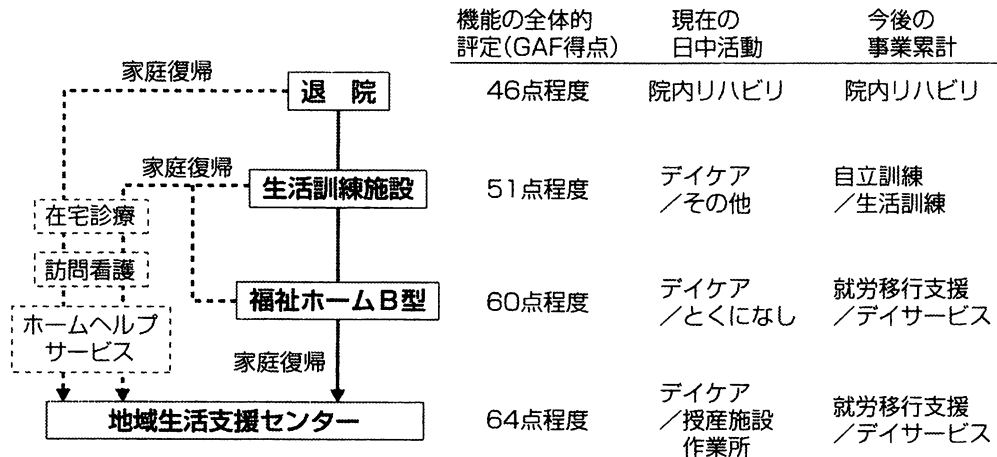 機能の全体的
評定(GAF得点)
現在の
日中活動
今後の
事業累計
家庭復帰
退 院
46点程度
院内リハビリ
院内リハビリ
家庭復帰
生活訓練施設
51点程度
デイケア
/その他
自立訓練
/生活訓練
在宅診療
訪問看護
福祉ホームB型
60点程度
デイケア
/とくになし
就労移行支援
/デイサービス
ホームヘルプ
サービス
家庭復帰
地域生活支援センター
64点程度
デイケア
/授産施設
作業所
就労移行支援
/デイサービス